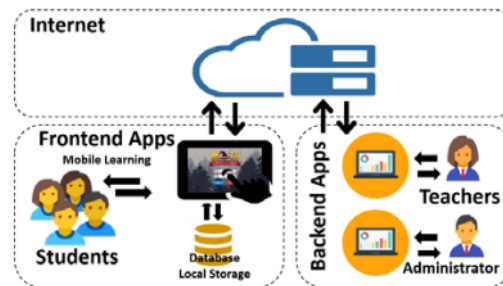 Internet
Frontend Apps
Mobile Learning
Students
Database
Local Storage
Backend Apps
Teachers
Administrator